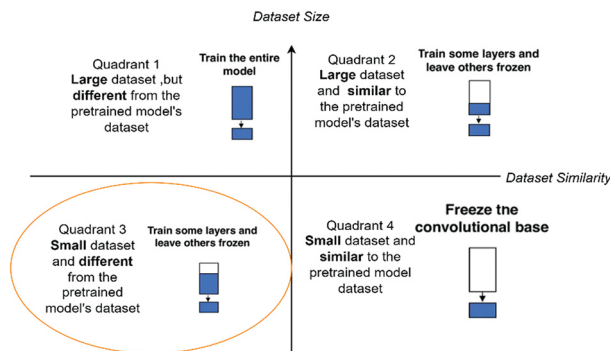 Dataset Size
Quadrant 1
Large dataset ,but
different from the
pretrained model's
dataset
Train the entire
model
Quadrant 2
Large dataset
and similar to
the pretrained
model's dataset
Train some layers and
leave others frozen
Dataset Similarity
Quadrant 3
Small dataset
and different
from the
pretrained
model's dataset
Train some layers and
leave others frozen
Quadrant 4
Small dataset and
similar to the
pretrained model
dataset
Freeze the
convolutional base